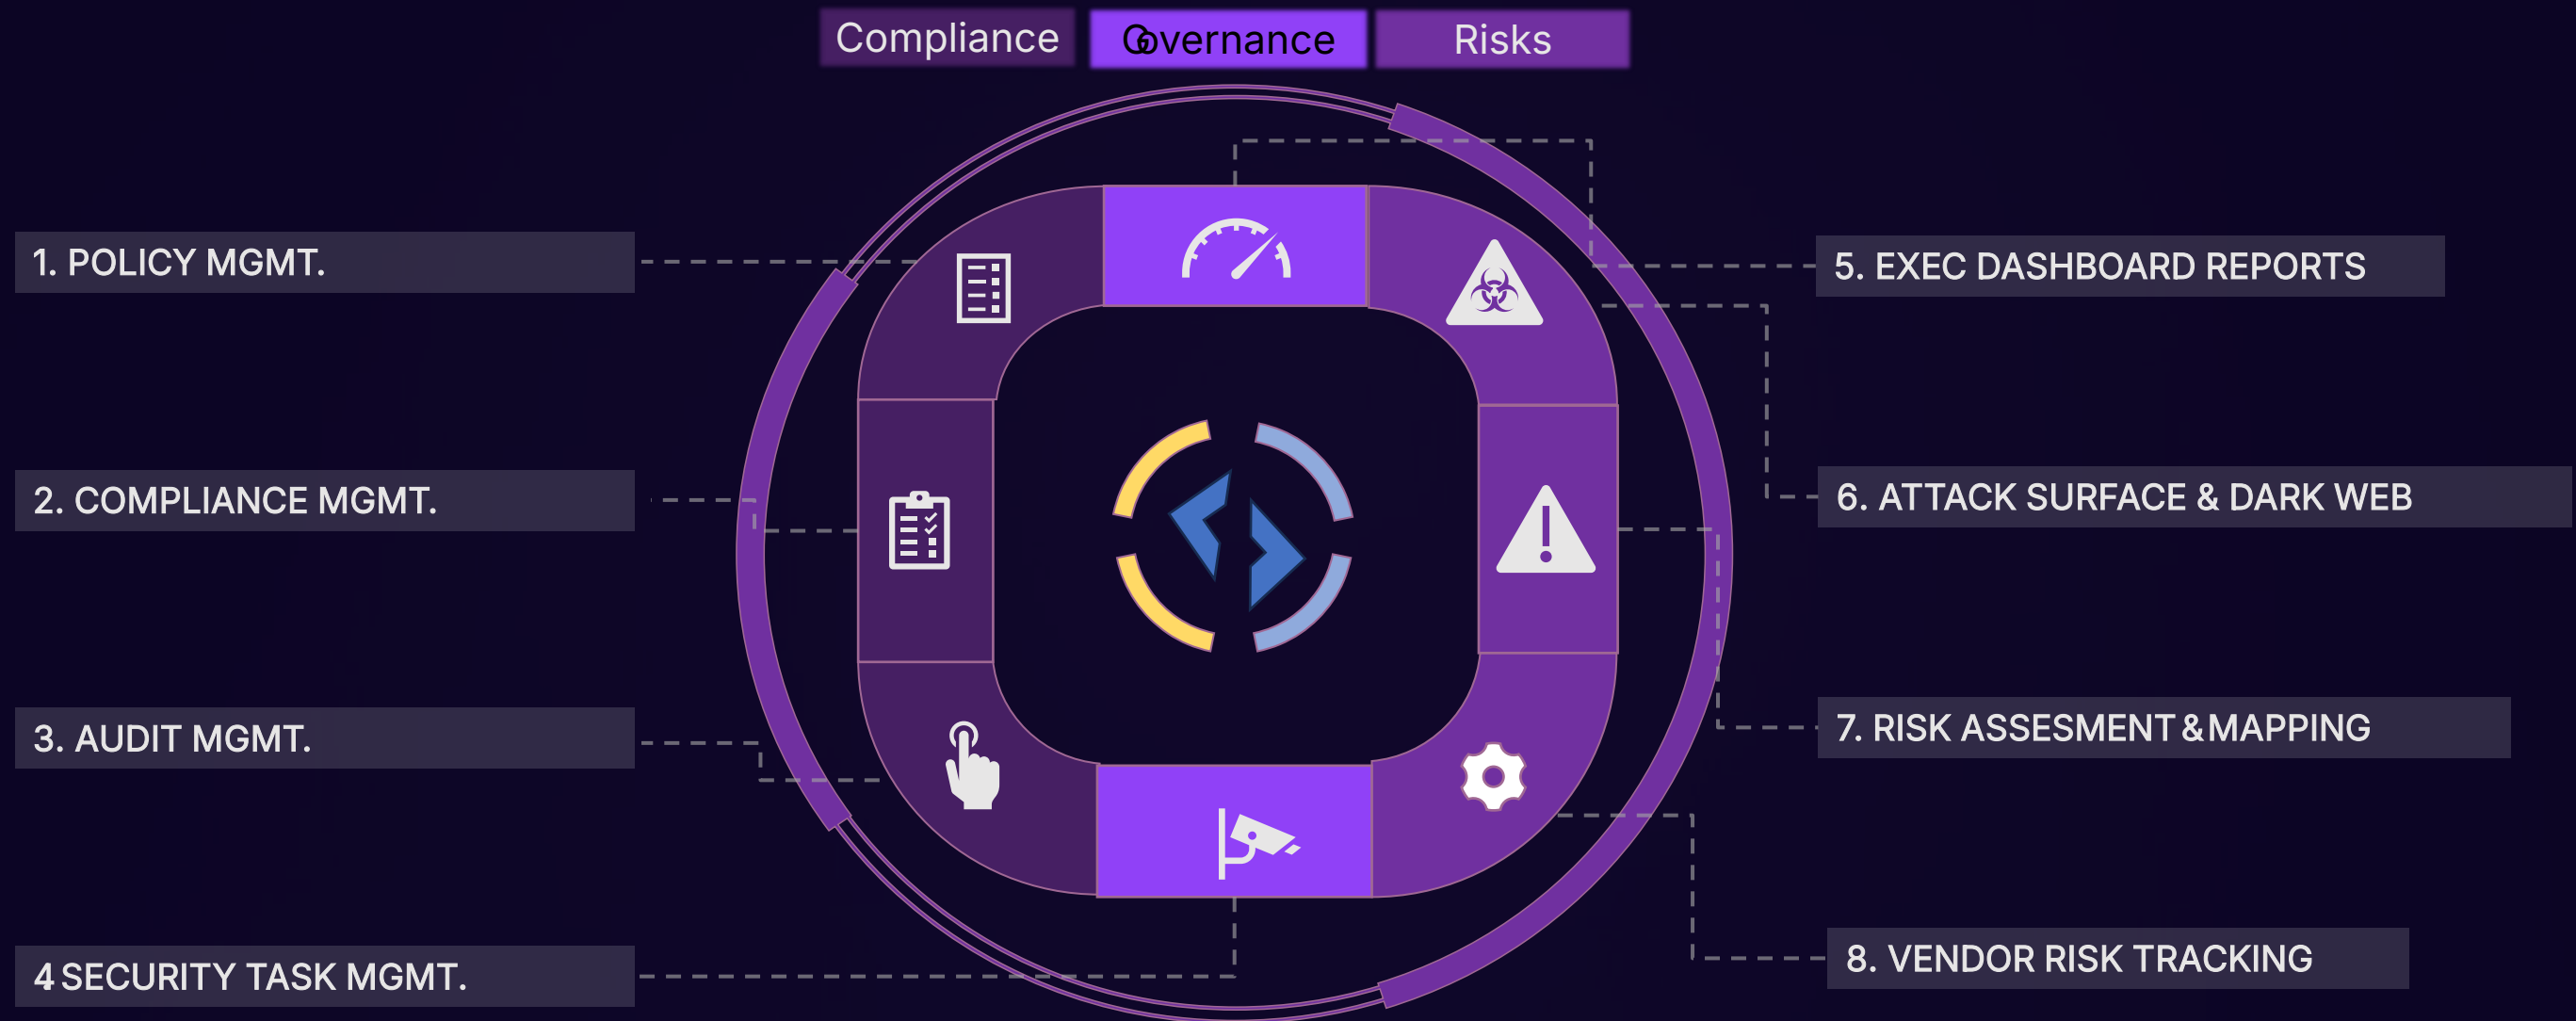 Compliance
Governance
Risks
1. POLICY MGMT.
2. COMPLIANCE MGMT.
3. AUDIT MGMT.
4 SECURITY TASK MGMT.
5. EXEC DASHBOARD REPORTS
6. ATTACK SURFACE & DARK WEB
7. RISK ASSESMENT & MAPPING
8. VENDOR RISK TRACKING